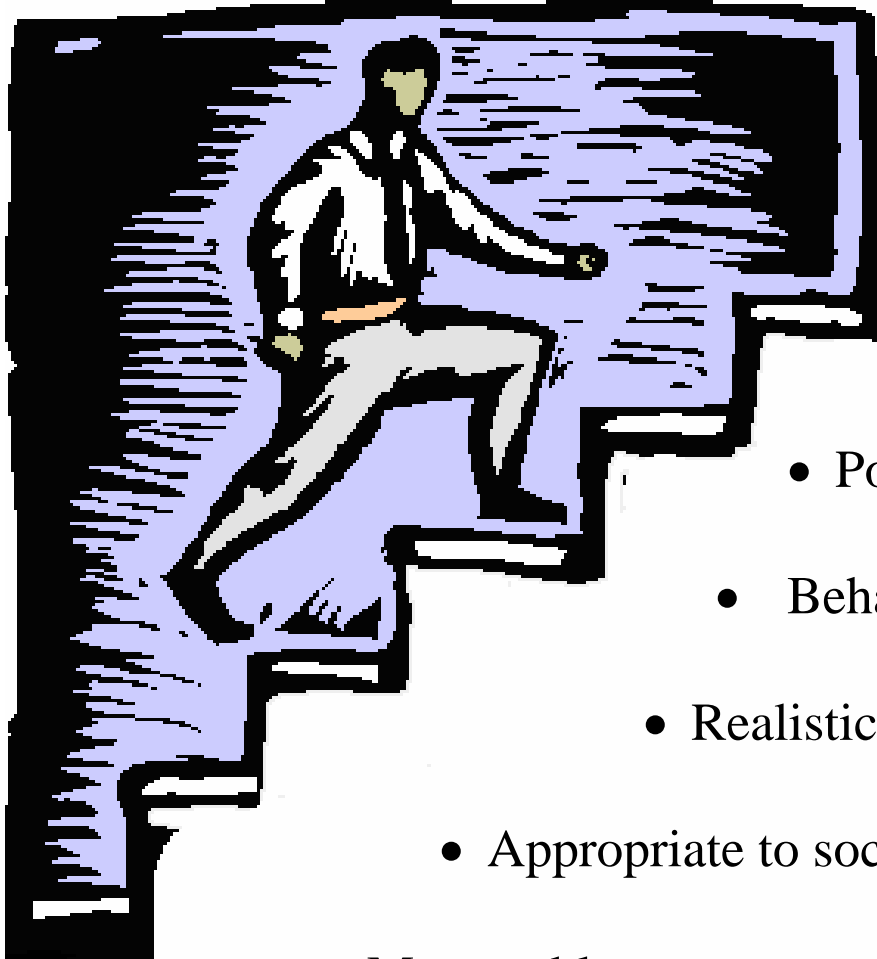 • Po
• Beha
• Realistic
• Appropriate to soc